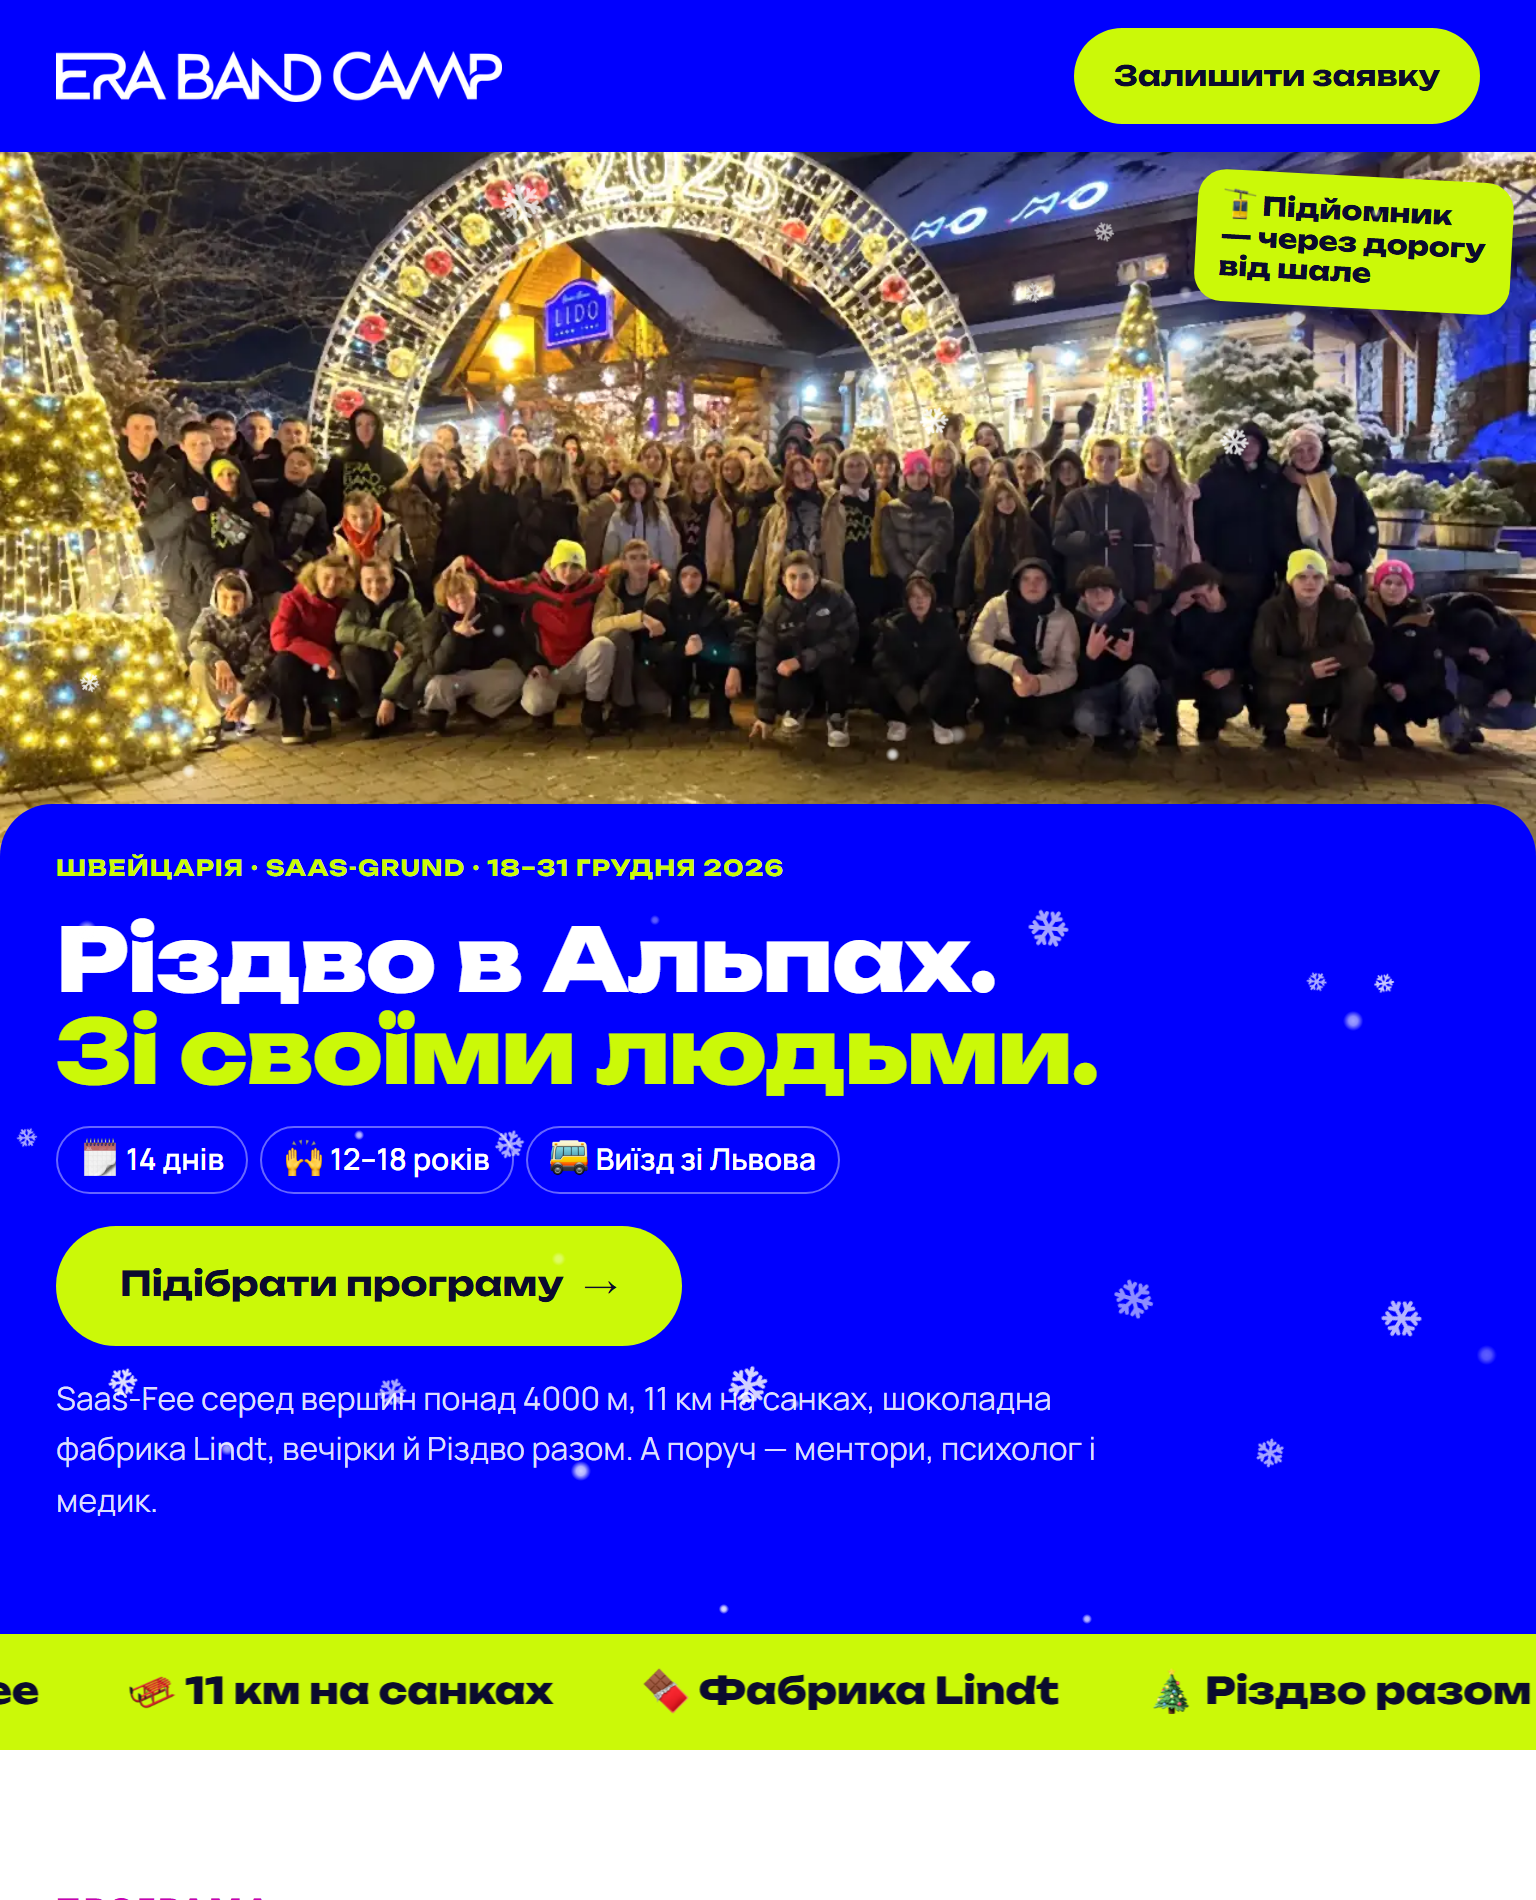 ERA BAND CAMP
Залишити заявку
2025
LIDO
Підйомник
— через дорогу
від шале
ШВЕЙЦАРІЯ · SAAS-GRUND · 18–31 ГРУДНЯ 2026
Різдво в Альпах.
Зі своїми людьми.
14 днів
12–18 років
Виїзд зі Львова
Підібрати програму →
Saas-Fee серед вершин понад 4000 м, 11 км на санках, шоколадна
фабрика Lindt, вечірки й Різдво разом. А поруч — ментори, психолог і
медик.
ee
11 км на санках
Фабрика Lindt
Різдво разом